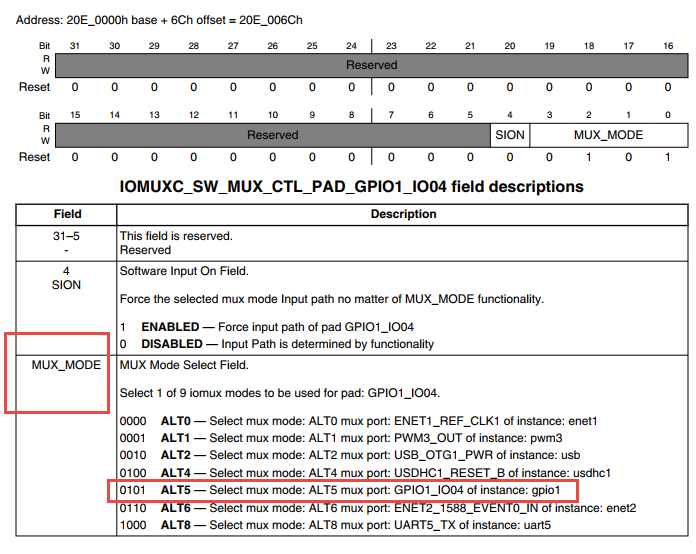 Address: 20E_0000h base + 6Ch offset = 20E_006Ch
Bit 31 30 29 28 27 26 25 24 23 22 21 20 19 18 17 16
R
Reserved
W
Reset 0 0 0 0 0 0 0 0 0 0 0 0 0 0 0 0
Bit 15 14 13 12 11 10 9 8 7 6 5 4 3 2 1 0
R
Reserved SION MUX_MODE
W
Reset 0 0 0 0 0 0 0 0 0 0 0 0 0 1 0 1
IOMUXC_SW_MUX_CTL_PAD_GPIO1_IO04 field descriptions
Field Description
31–5 This field is reserved.
- Reserved
4 Software Input On Field.
SION
Force the selected mux mode Input path no matter of MUX_MODE functionality.
1 ENABLED — Force input path of pad GPIO1_IO04
0 DISABLED — Input Path is determined by functionality
MUX_MODE MUX Mode Select Field.
Select 1 of 9 iomux modes to be used for pad: GPIO1_IO04.
0000 ALT0 — Select mux mode: ALT0 mux port: ENET1_REF_CLK1 of instance: enet1
0001 ALT1 — Select mux mode: ALT1 mux port: PWM3_OUT of instance: pwm3
0010 ALT2 — Select mux mode: ALT2 mux port: USB_OTG1_PWR of instance: usb
0100 ALT4 — Select mux mode: ALT4 mux port: USDHC1_RESET_B of instance: usdhc1
0101 ALT5 — Select mux mode: ALT5 mux port: GPIO1_IO04 of instance: gpio1
0110 ALT6 — Select mux mode: ALT6 mux port: ENET2_1588_EVENT0_IN of instance: enet2
1000 ALT8 — Select mux mode: ALT8 mux port: UART5_TX of instance: uart5